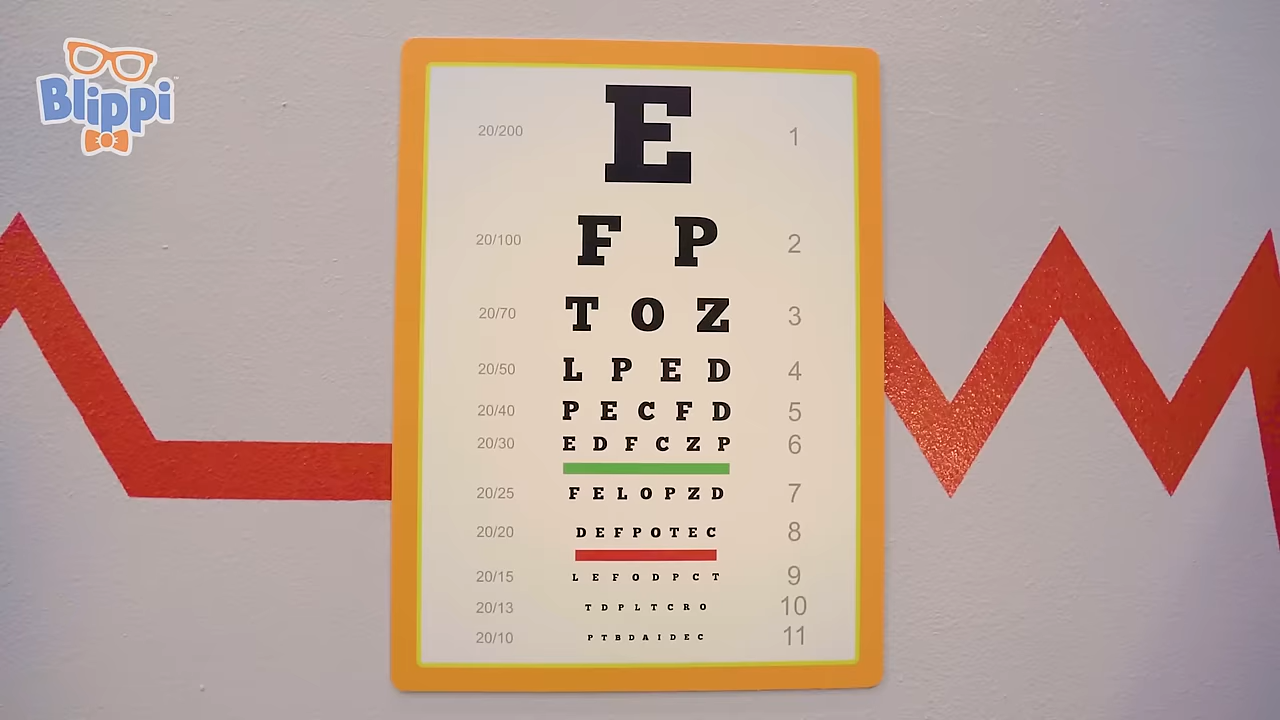 Blippi
20/200 E 1
20/100 F P 2
20/70 T O Z 3
20/50 L P E D 4
20/40 P E C F D 5
20/30 E D F C Z P 6
20/25 F E L O P Z D 7
20/20 D E F P O T E C 8
20/15 L E F O D P C T 9
20/13 T D P L T C R O 10
20/10 P T B D A I D E C 11